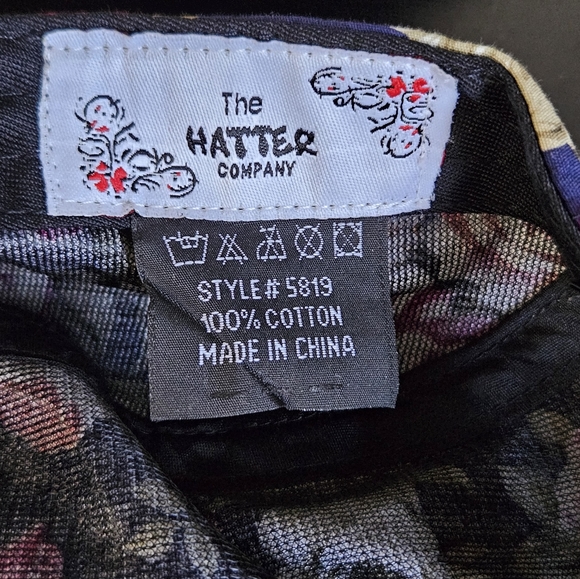 The
HATTER
COMPANY
STYLE# 5819
100% COTTON
MADE IN CHINA